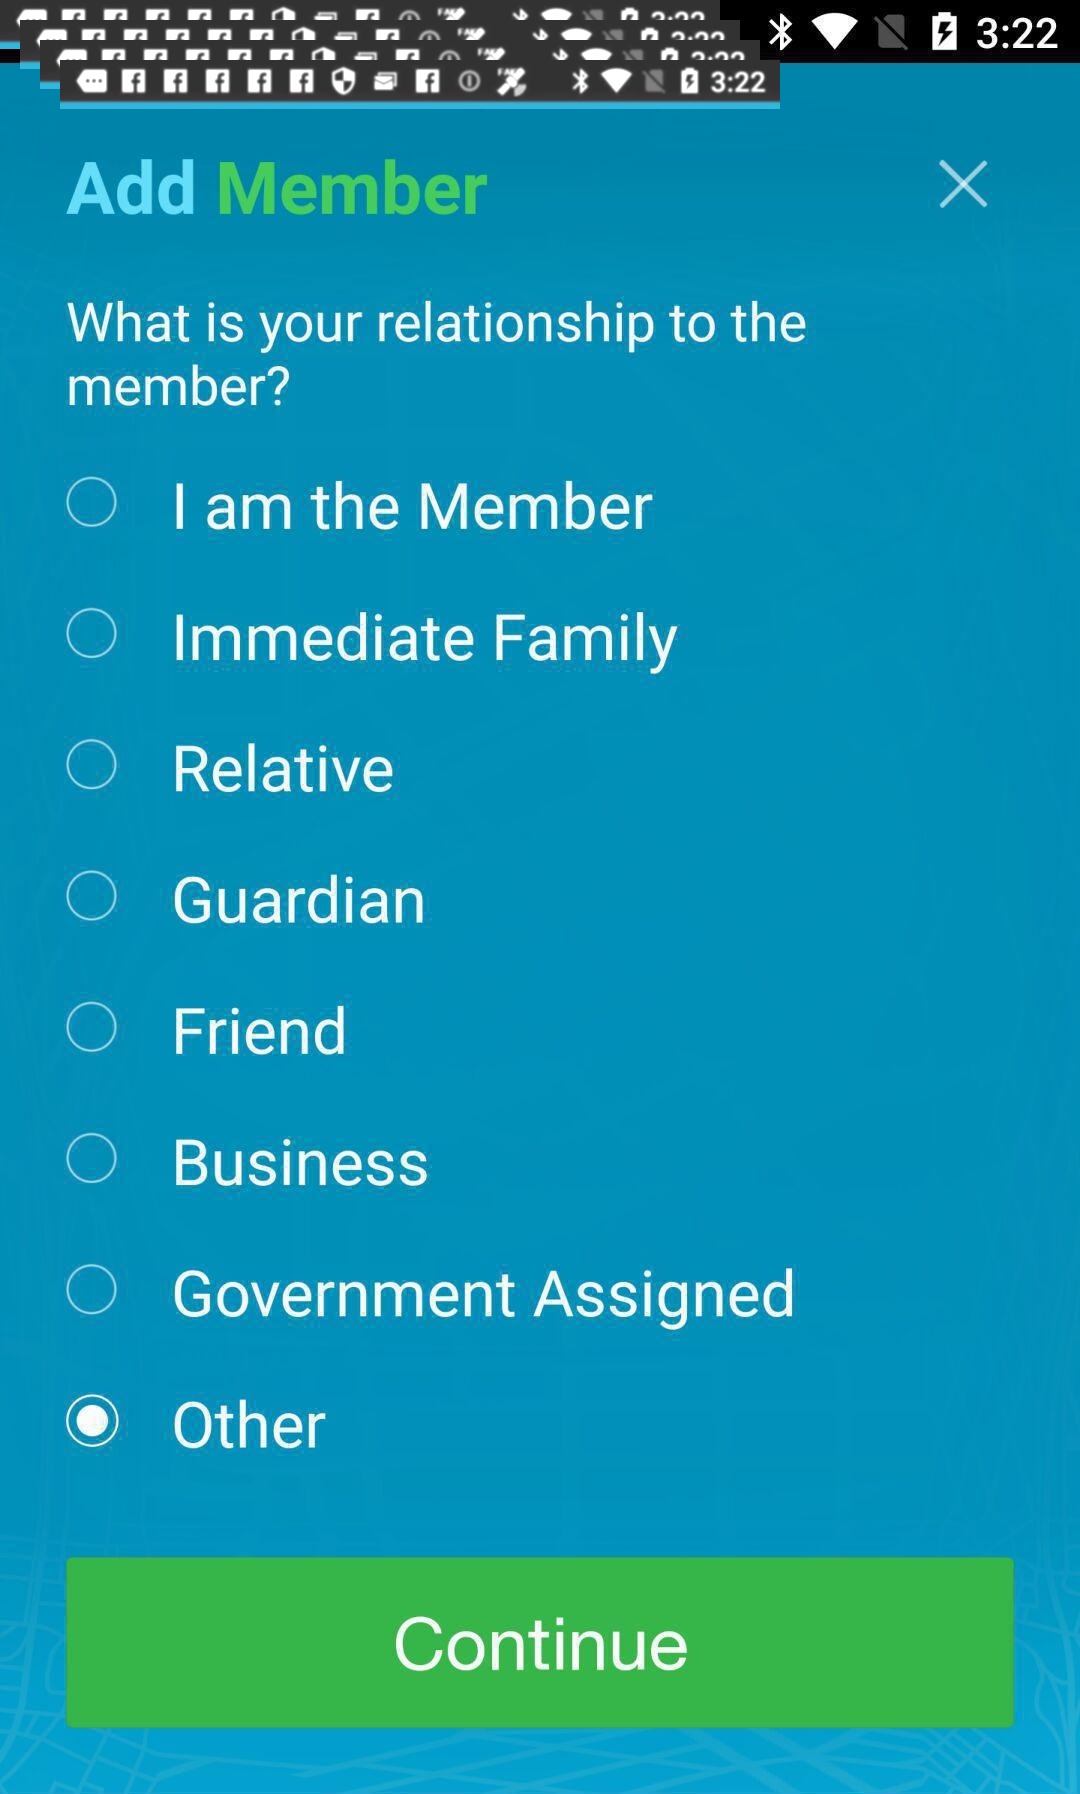 3:22
3:22
Add Member
What is your relationship to the
member?
I am the Member
Immediate Family
Relative
Guardian
Friend
Business
Government Assigned
Other
Continue